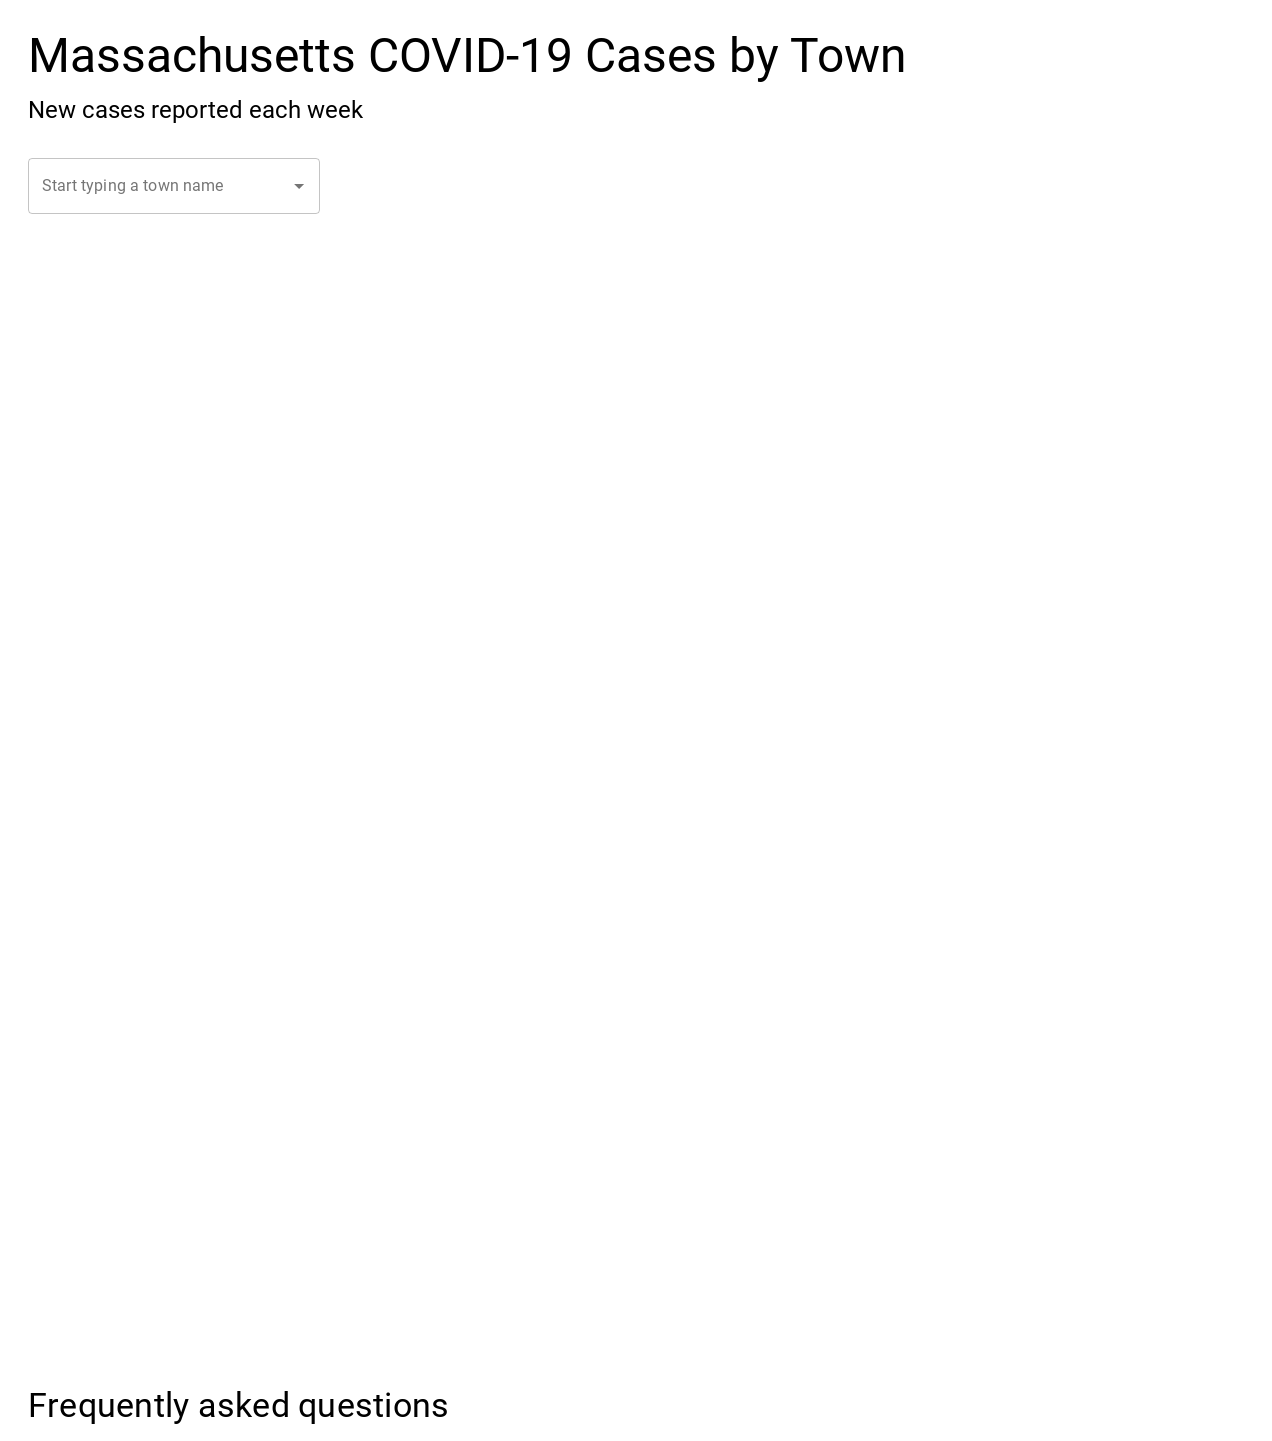 Massachusetts COVID-19 Cases by Town
New cases reported each week
Start typing a town name
Frequently asked questions